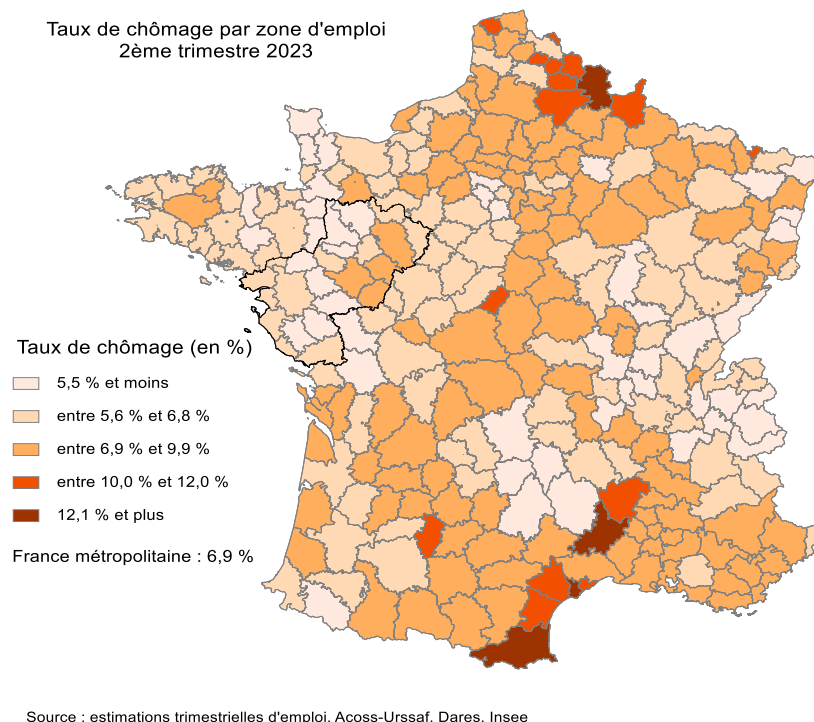 Taux de chômage par zone d'emploi
2ème trimestre 2023
Taux de chômage (en %)
5,5 % et moins
entre 5,6 % et 6,8 %
entre 6,9 % et 9,9 %
entre 10,0 % et 12,0 %
12,1 % et plus
France métropolitaine : 6,9 %
Source : estimations trimestrielles d'emploi, Acoss-Urssaf, Dares, Insee